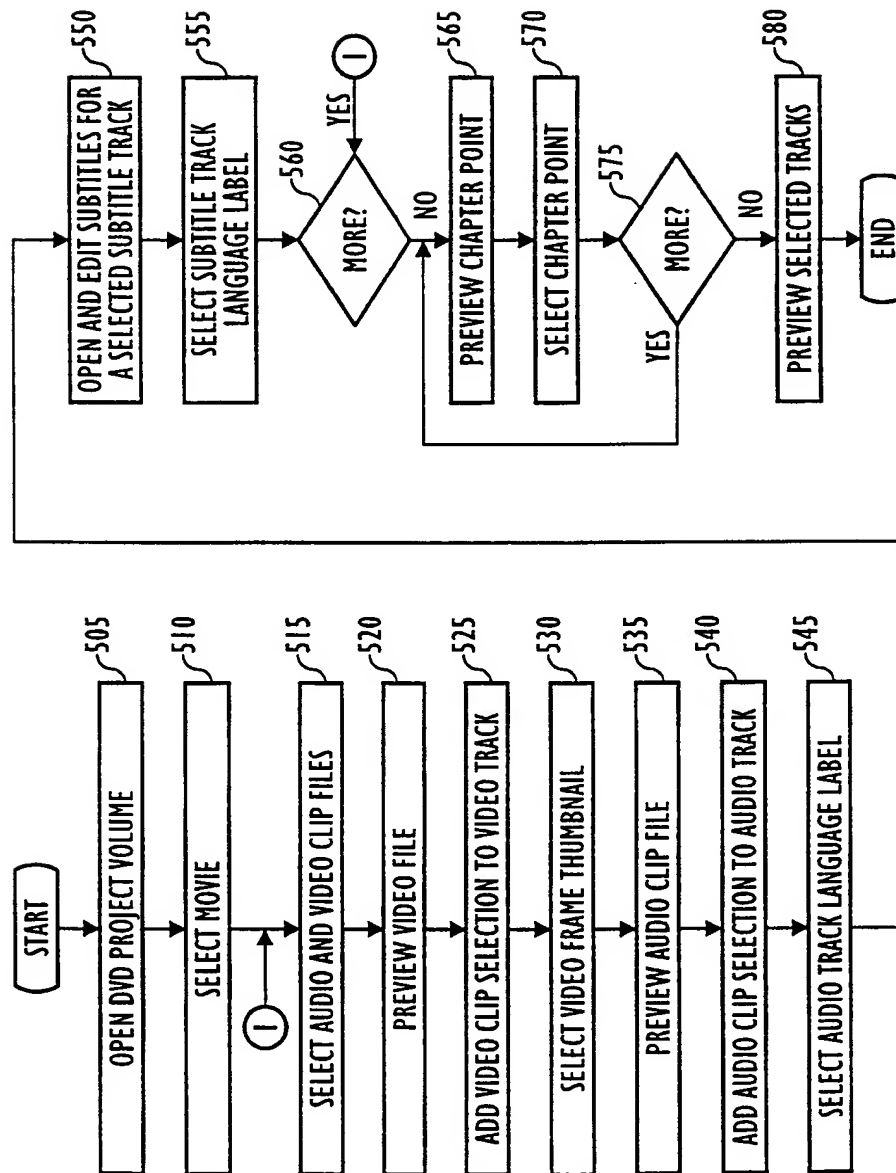 START
505
OPEN DVD PROJECT VOLUME
510
SELECT MOVIE
1
515
SELECT AUDIO AND VIDEO CLIP FILES
520
PREVIEW VIDEO FILE
525
ADD VIDEO CLIP SELECTION TO VIDEO TRACK
530
SELECT VIDEO FRAME THUMBNAIL
535
PREVIEW AUDIO CLIP FILE
540
ADD AUDIO CLIP SELECTION TO AUDIO TRACK
545
SELECT AUDIO TRACK LANGUAGE LABEL
550
OPEN AND EDIT SUBTITLES FOR
A SELECTED SUBTITLE TRACK
555
SELECT SUBTITLE TRACK
LANGUAGE LABEL
560
MORE?
YES
1
NO
565
PREVIEW CHAPTER POINT
570
SELECT CHAPTER POINT
575
MORE?
YES
NO
580
PREVIEW SELECTED TRACKS
END